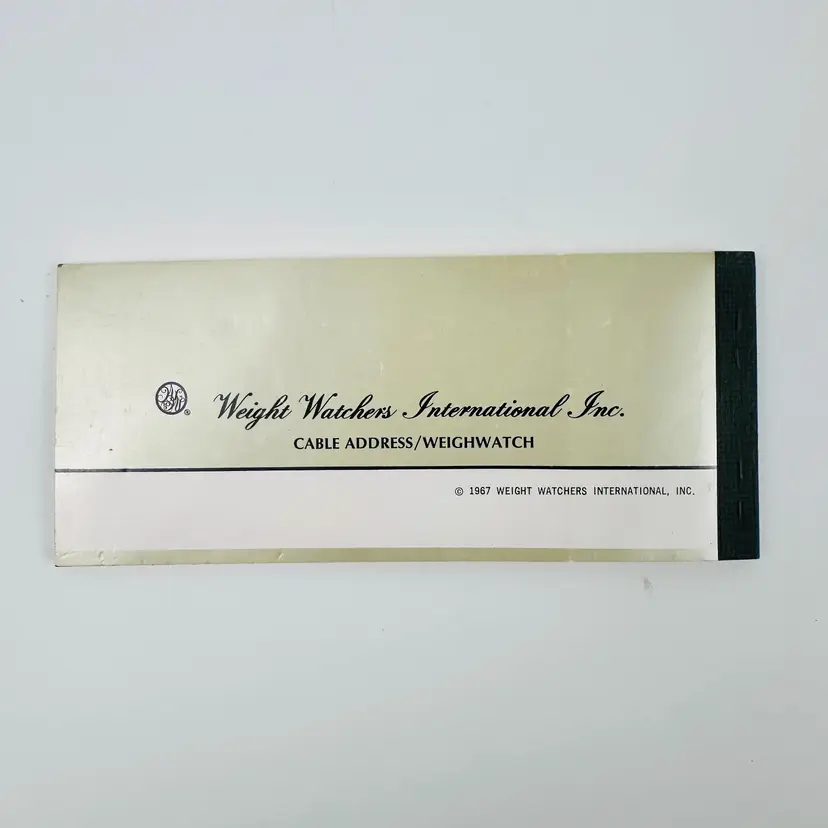 ®
Weight Watchers International Inc.
CABLE ADDRESS/WEIGHWATCH
© 1967 WEIGHT WATCHERS INTERNATIONAL, INC.